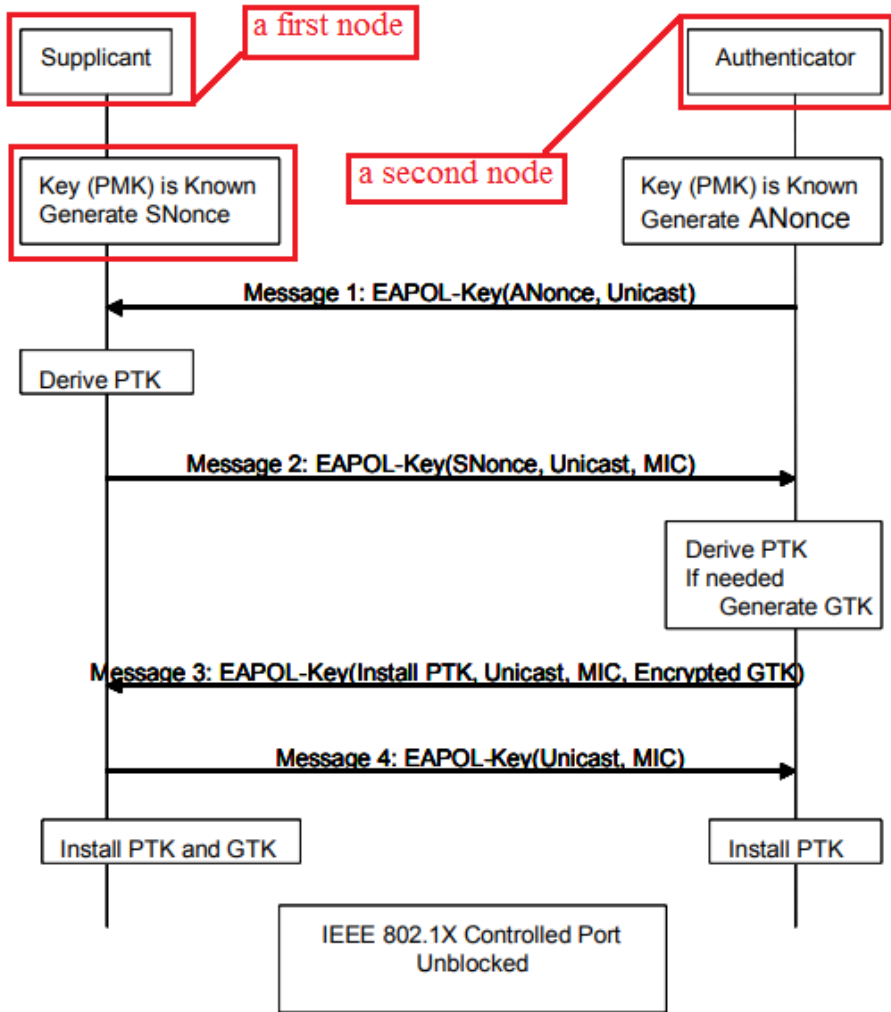 a first node
Supplicant
Authenticator
a second node
Key (PMK) is Known
Generate SNonce
Key (PMK) is Known
Generate ANonce
Message 1: EAPOL-Key(ANonce, Unicast)
Derive PTK
Message 2: EAPOL-Key(SNonce, Unicast, MIC)
Derive PTK
If needed
Generate GTK
Message 3: EAPOL-Key(Install PTK, Unicast, MIC, Encrypted GTK)
Message 4: EAPOL-Key(Unicast, MIC)
Install PTK and GTK
Install PTK
IEEE 802.1X Controlled Port
Unblocked